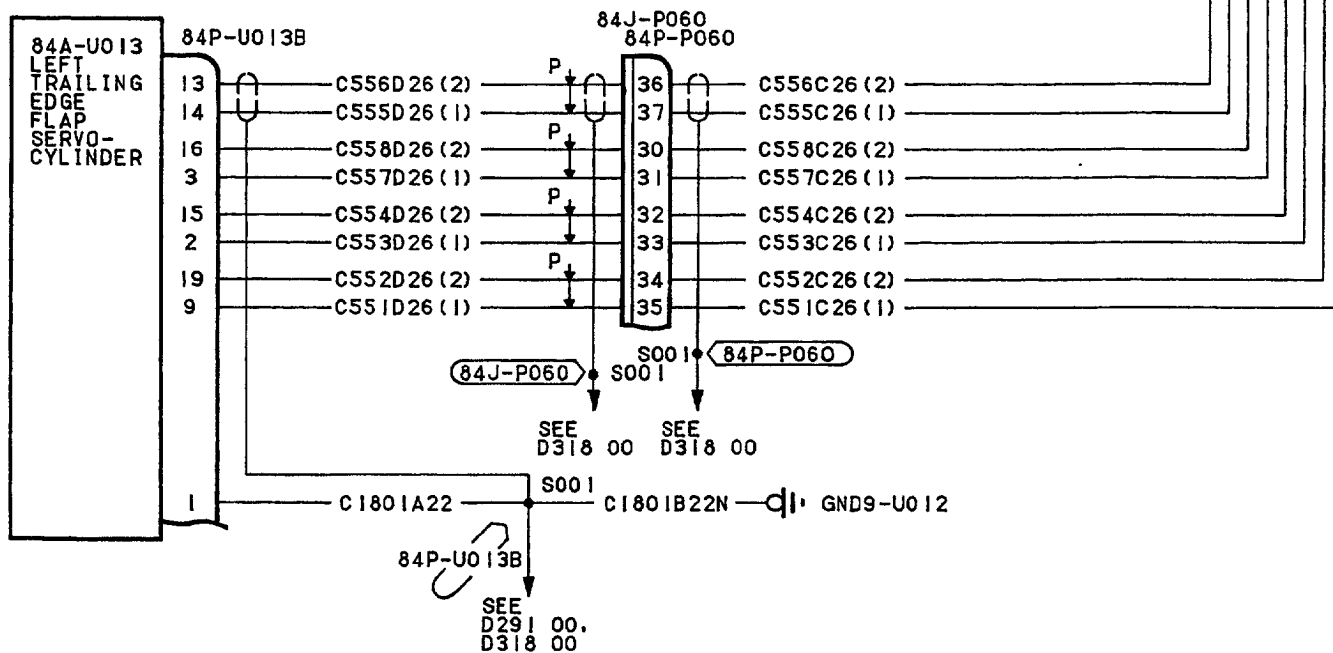 84J-P060
84P-P060
84A-U013
LEFT
TRAILING
EDGE
FLAP
SERVO-
CYLINDER
84P-U013B
13 C556D26(2) P 36 C556C26(2)
14 C555D26(1) 37 C555C26(1)
16 C558D26(2) P 30 C558C26(2)
3 C557D26(1) 31 C557C26(1)
15 C554D26(2) P 32 C554C26(2)
2 C553D26(1) 33 C553C26(1)
19 C552D26(2) P 34 C552C26(2)
9 C551D26(1) 35 C551C26(1)
S001 84P-P060
84J-P060 S001
SEE
D318 00
SEE
D318 00
S001
1 C1801A22 C1801B22N GND9-U012
84P-U013B
SEE
D291 00,
D318 00